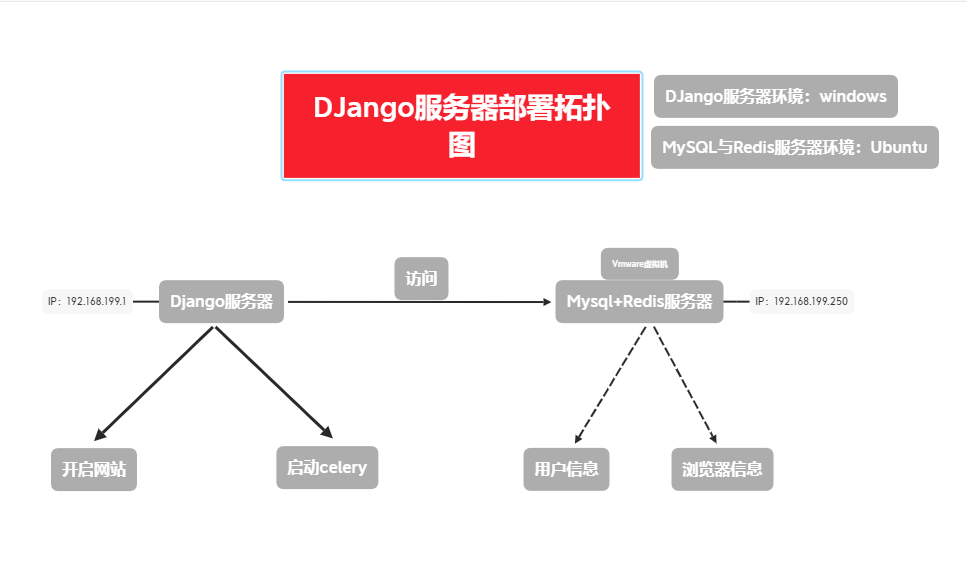 DJango服务器部署拓扑
图
DJango服务器环境：windows
MySQL与Redis服务器环境：Ubuntu
访问
Vmware虚拟机
IP：192.168.199.1
Django服务器
Mysql+Redis服务器
IP：192.168.199.250
开启网站
启动celery
用户信息
浏览器信息